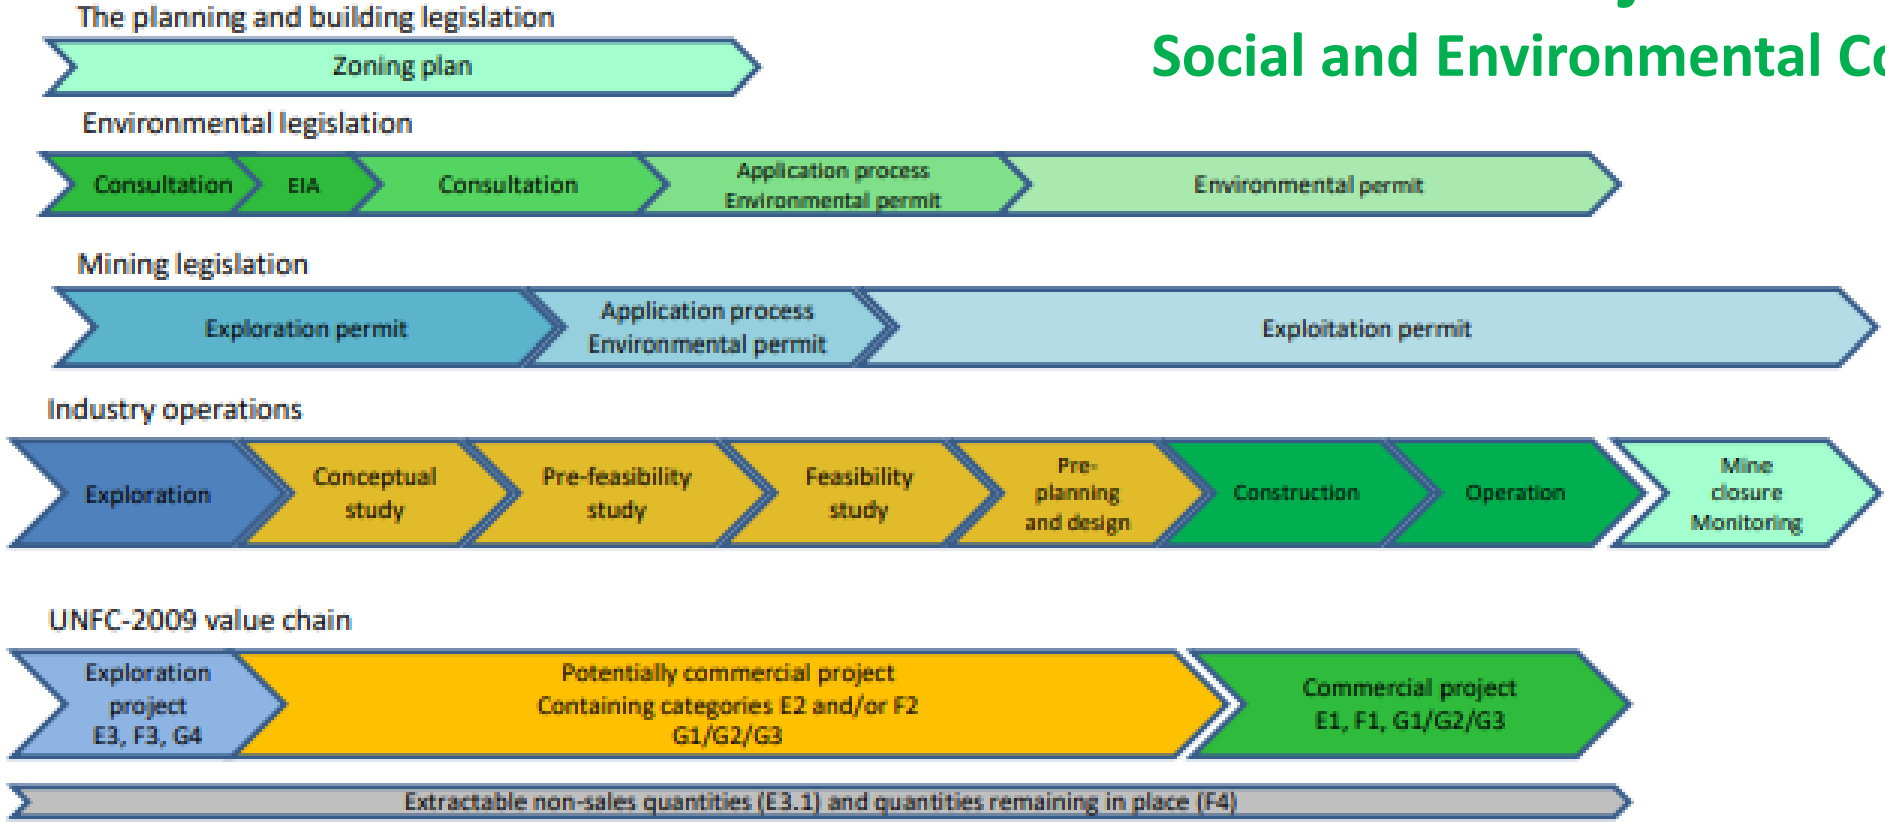 Social and Environmental Co
The planning and building legislation
Zoning plan
Environmental legislation
Consultation
EIA
Consultation
Application process
Environmental permit
Environmental permit
Mining legislation
Exploration permit
Application process
Environmental permit
Exploitation permit
Industry operations
Exploration
Conceptual
study
Pre-feasibility
study
Feasibility
study
Pre-
planning
and design
Construction
Operation
Mine
closure
Monitoring
UNFC-2009 value chain
Exploration
project
E3, F3, G4
Potentially commercial project
Containing categories E2 and/or F2
G1/G2/G3
Commercial project
E1, F1, G1/G2/G3
Extractable non-sales quantities (E3.1) and quantities remaining in place (F4)